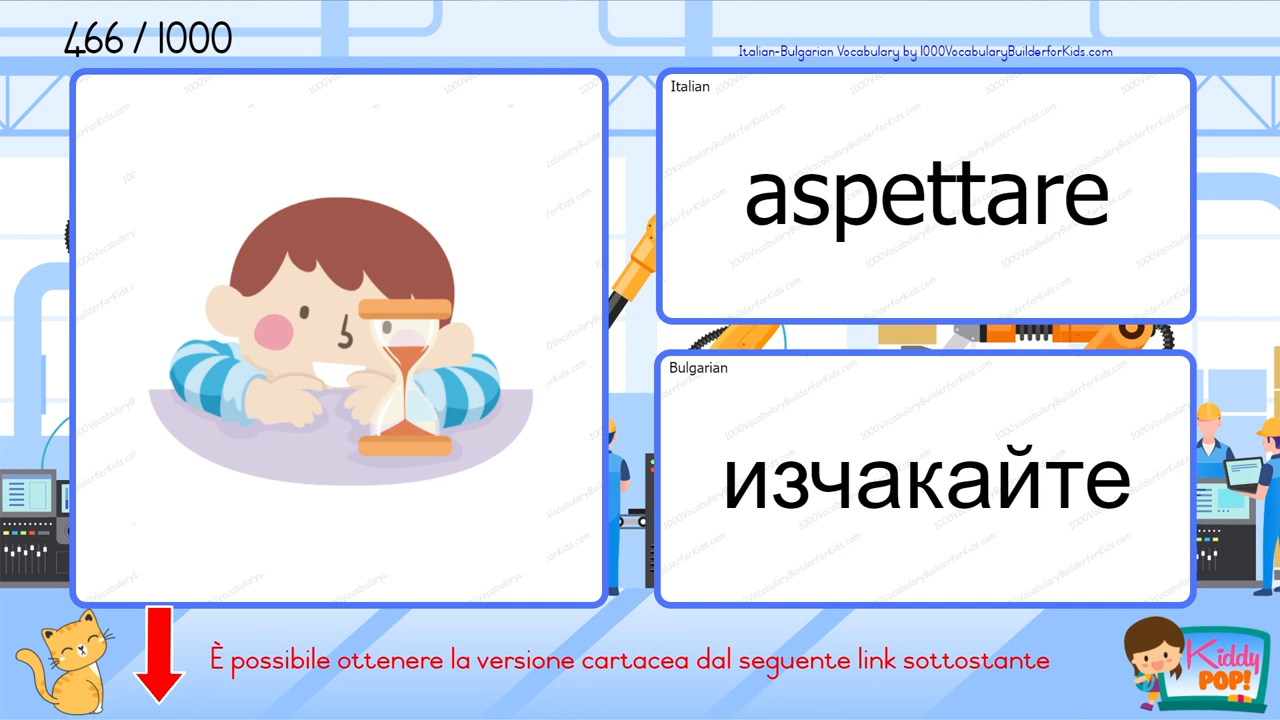 466 / 1000
Italian-Bulgarian Vocabulary by 1000VocabularyBuilderforKids.com
Italian
aspettare
Bulgarian
изчакайте
È possibile ottenere la versione cartacea dal seguente link sottostante
Kiddy
POP!